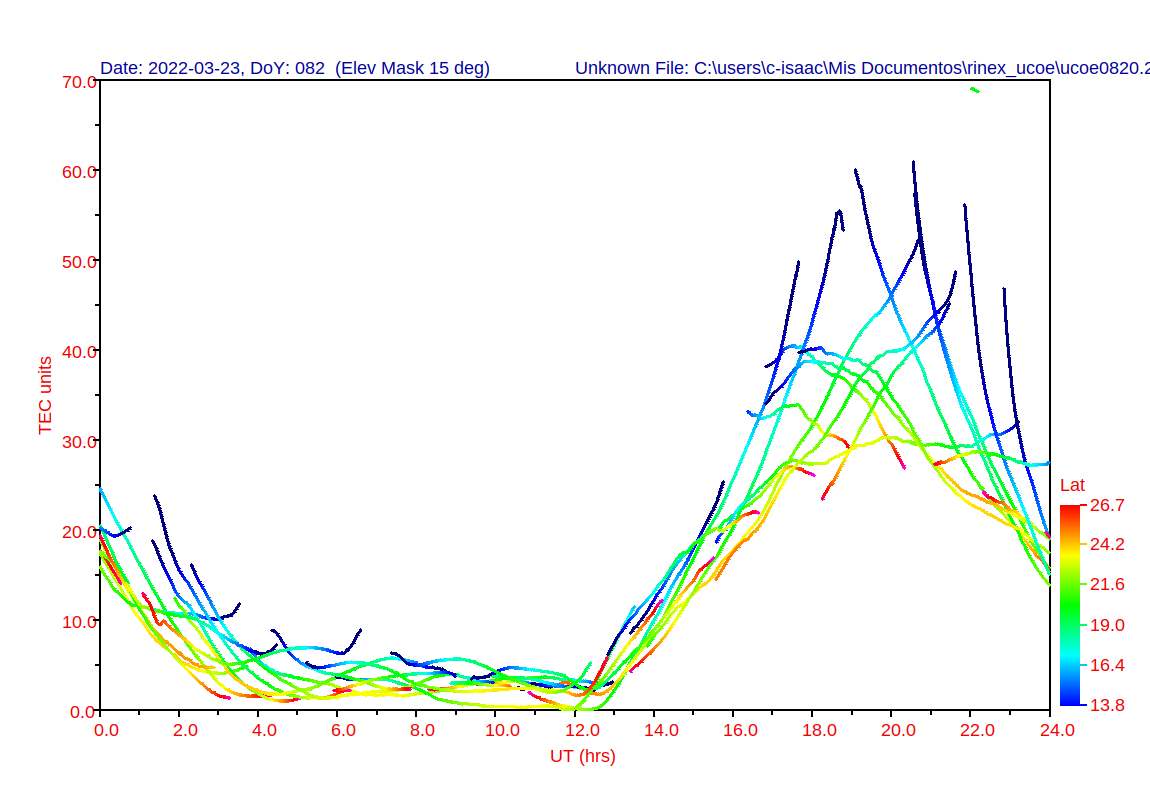 Date: 2022-03-23, DoY: 082  (Elev Mask 15 deg)
Unknown File: C:\users\c-isaac\Mis Documentos\rinex_ucoe\ucoe0820.2
70.0
60.0
50.0
40.0
30.0
20.0
10.0
0.0
TEC units
0.0 2.0 4.0 6.0 8.0 10.0 12.0 14.0 16.0 18.0 20.0 22.0 24.0
UT (hrs)
Lat
26.7
24.2
21.6
19.0
16.4
13.8